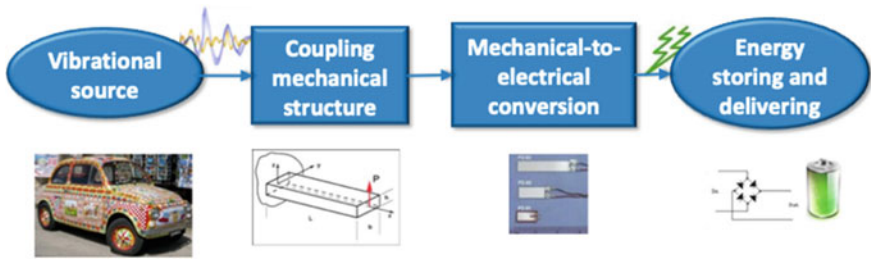 Vibrational
source
Coupling
mechanical
structure
Mechanical-to-
electrical
conversion
Energy
storing and
delivering
P
y
L